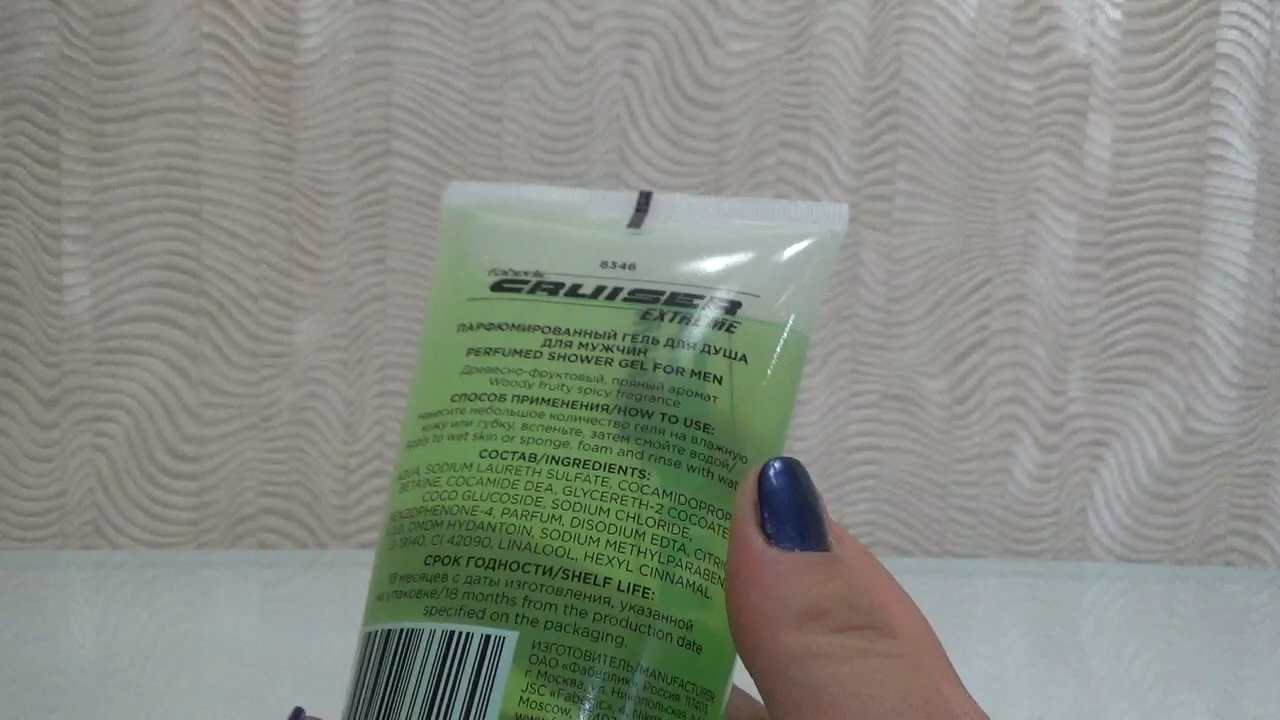 8346
faberlic
CRUISER
EXTREME
ПАРФЮМИРОВАННЫЙ ГЕЛЬ ДЛЯ ДУША
ДЛЯ МУЖЧИН
PERFUMED SHOWER GEL FOR MEN
Древесно-фруктовый, пряный аромат
Woody fruity spicy fragrance
СПОСОБ ПРИМЕНЕНИЯ/HOW TO USE:
нанесите небольшое количество геля на влажную
кожу или губку, вспеньте, затем смойте водой/
Apply to wet skin or sponge, foam and rinse with wat
СОСТАВ/INGREDIENTS:
AQUA, SODIUM LAURETH SULFATE, COCAMIDOPROP
BETAINE, COCAMIDE DEA, GLYCERETH-2 COCOATE
COCO GLUCOSIDE, SODIUM CHLORIDE,
BENZOPHENONE-4, PARFUM, DISODIUM EDTA, CITRIC
DMDM HYDANTOIN, SODIUM METHYLPARABEN,
CI 19140, CI 42090, LINALOOL, HEXYL CINNAMAL
СРОК ГОДНОСТИ/SHELF LIFE:
18 месяцев с даты изготовления, указанной
на упаковке/18 months from the production date
specified on the packaging.
ИЗГОТОВИТЕЛЬ/MANUFACTURER
ОАО «Фаберлик», Россия, 117403
г. Москва, ул. Никопольская
JSC «Faberlic», 4, Nikop
Moscow,